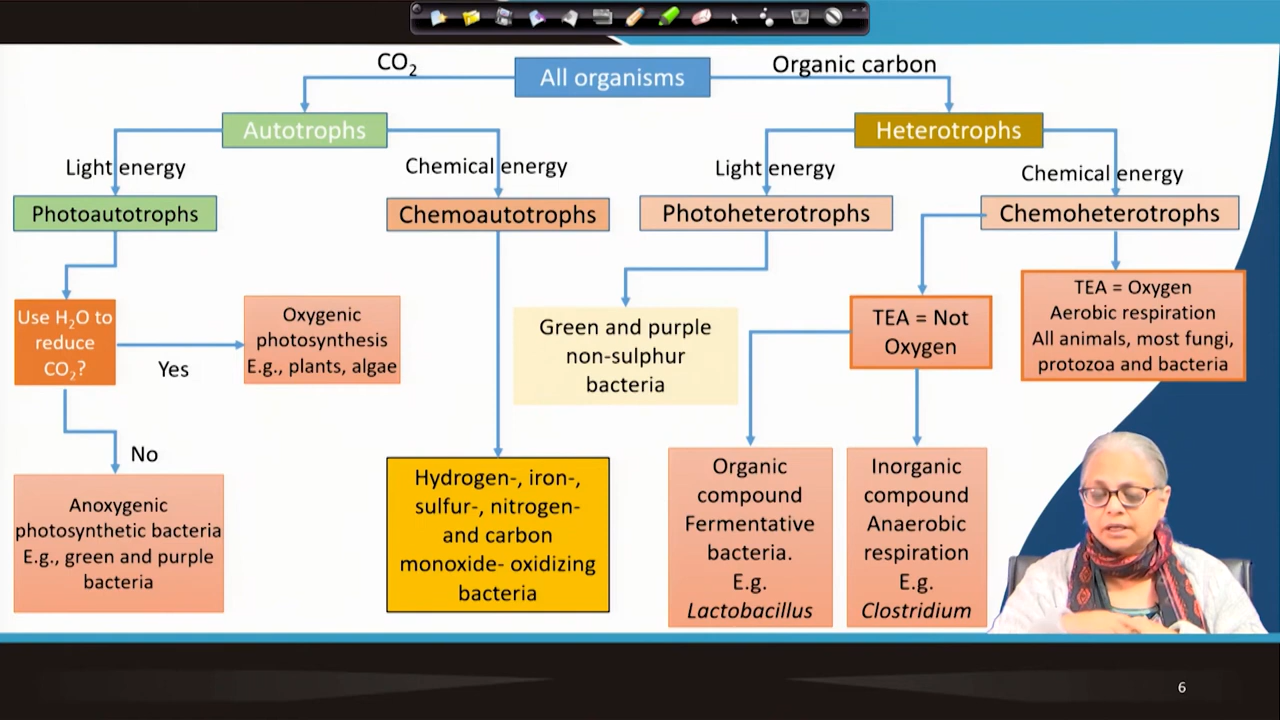 CO₂
All organisms
Organic carbon
Autotrophs
Heterotrophs
Light energy
Chemical energy
Light energy
Chemical energy
Photoautotrophs
Chemoautotrophs
Photoheterotrophs
Chemoheterotrophs
Use H₂O to
reduce
CO₂?
Yes
Oxygenic
photosynthesis
E.g., plants, algae
No
Anoxygenic
photosynthetic bacteria
E.g., green and purple
bacteria
Hydrogen-, iron-,
sulfur-, nitrogen-
and carbon
monoxide- oxidizing
bacteria
Green and purple
non-sulphur
bacteria
TEA = Not
Oxygen
TEA = Oxygen
Aerobic respiration
All animals, most fungi,
protozoa and bacteria
Organic
compound
Fermentative
bacteria.
E.g.
Lactobacillus
Inorganic
compound
Anaerobic
respiration
E.g.
Clostridium
6